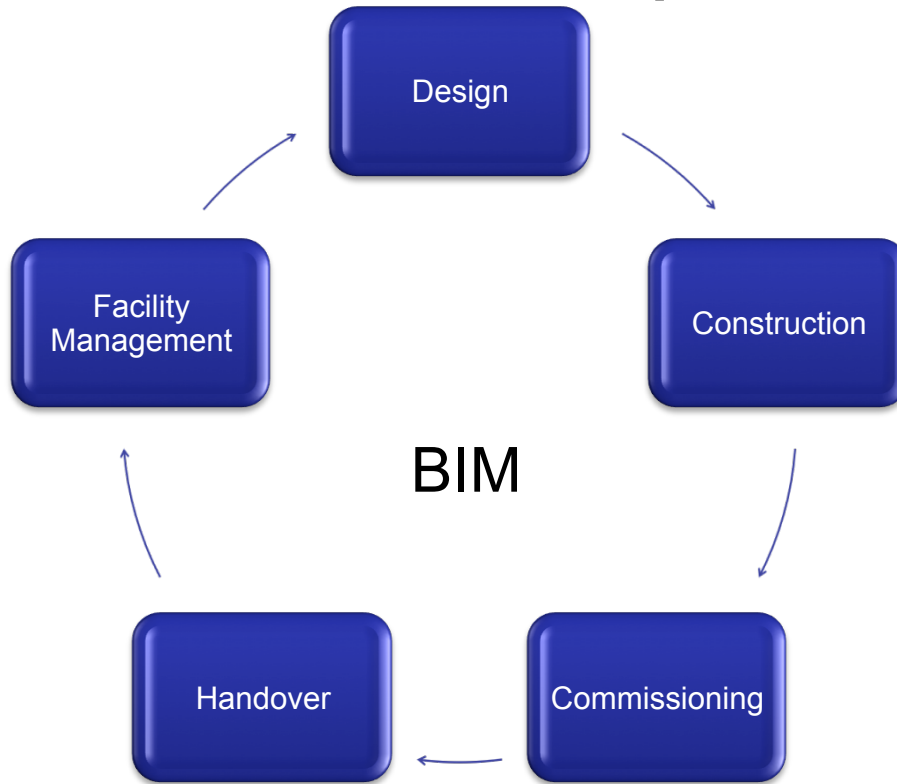 Design
Facility
Management
Construction
BIM
Handover
Commissioning